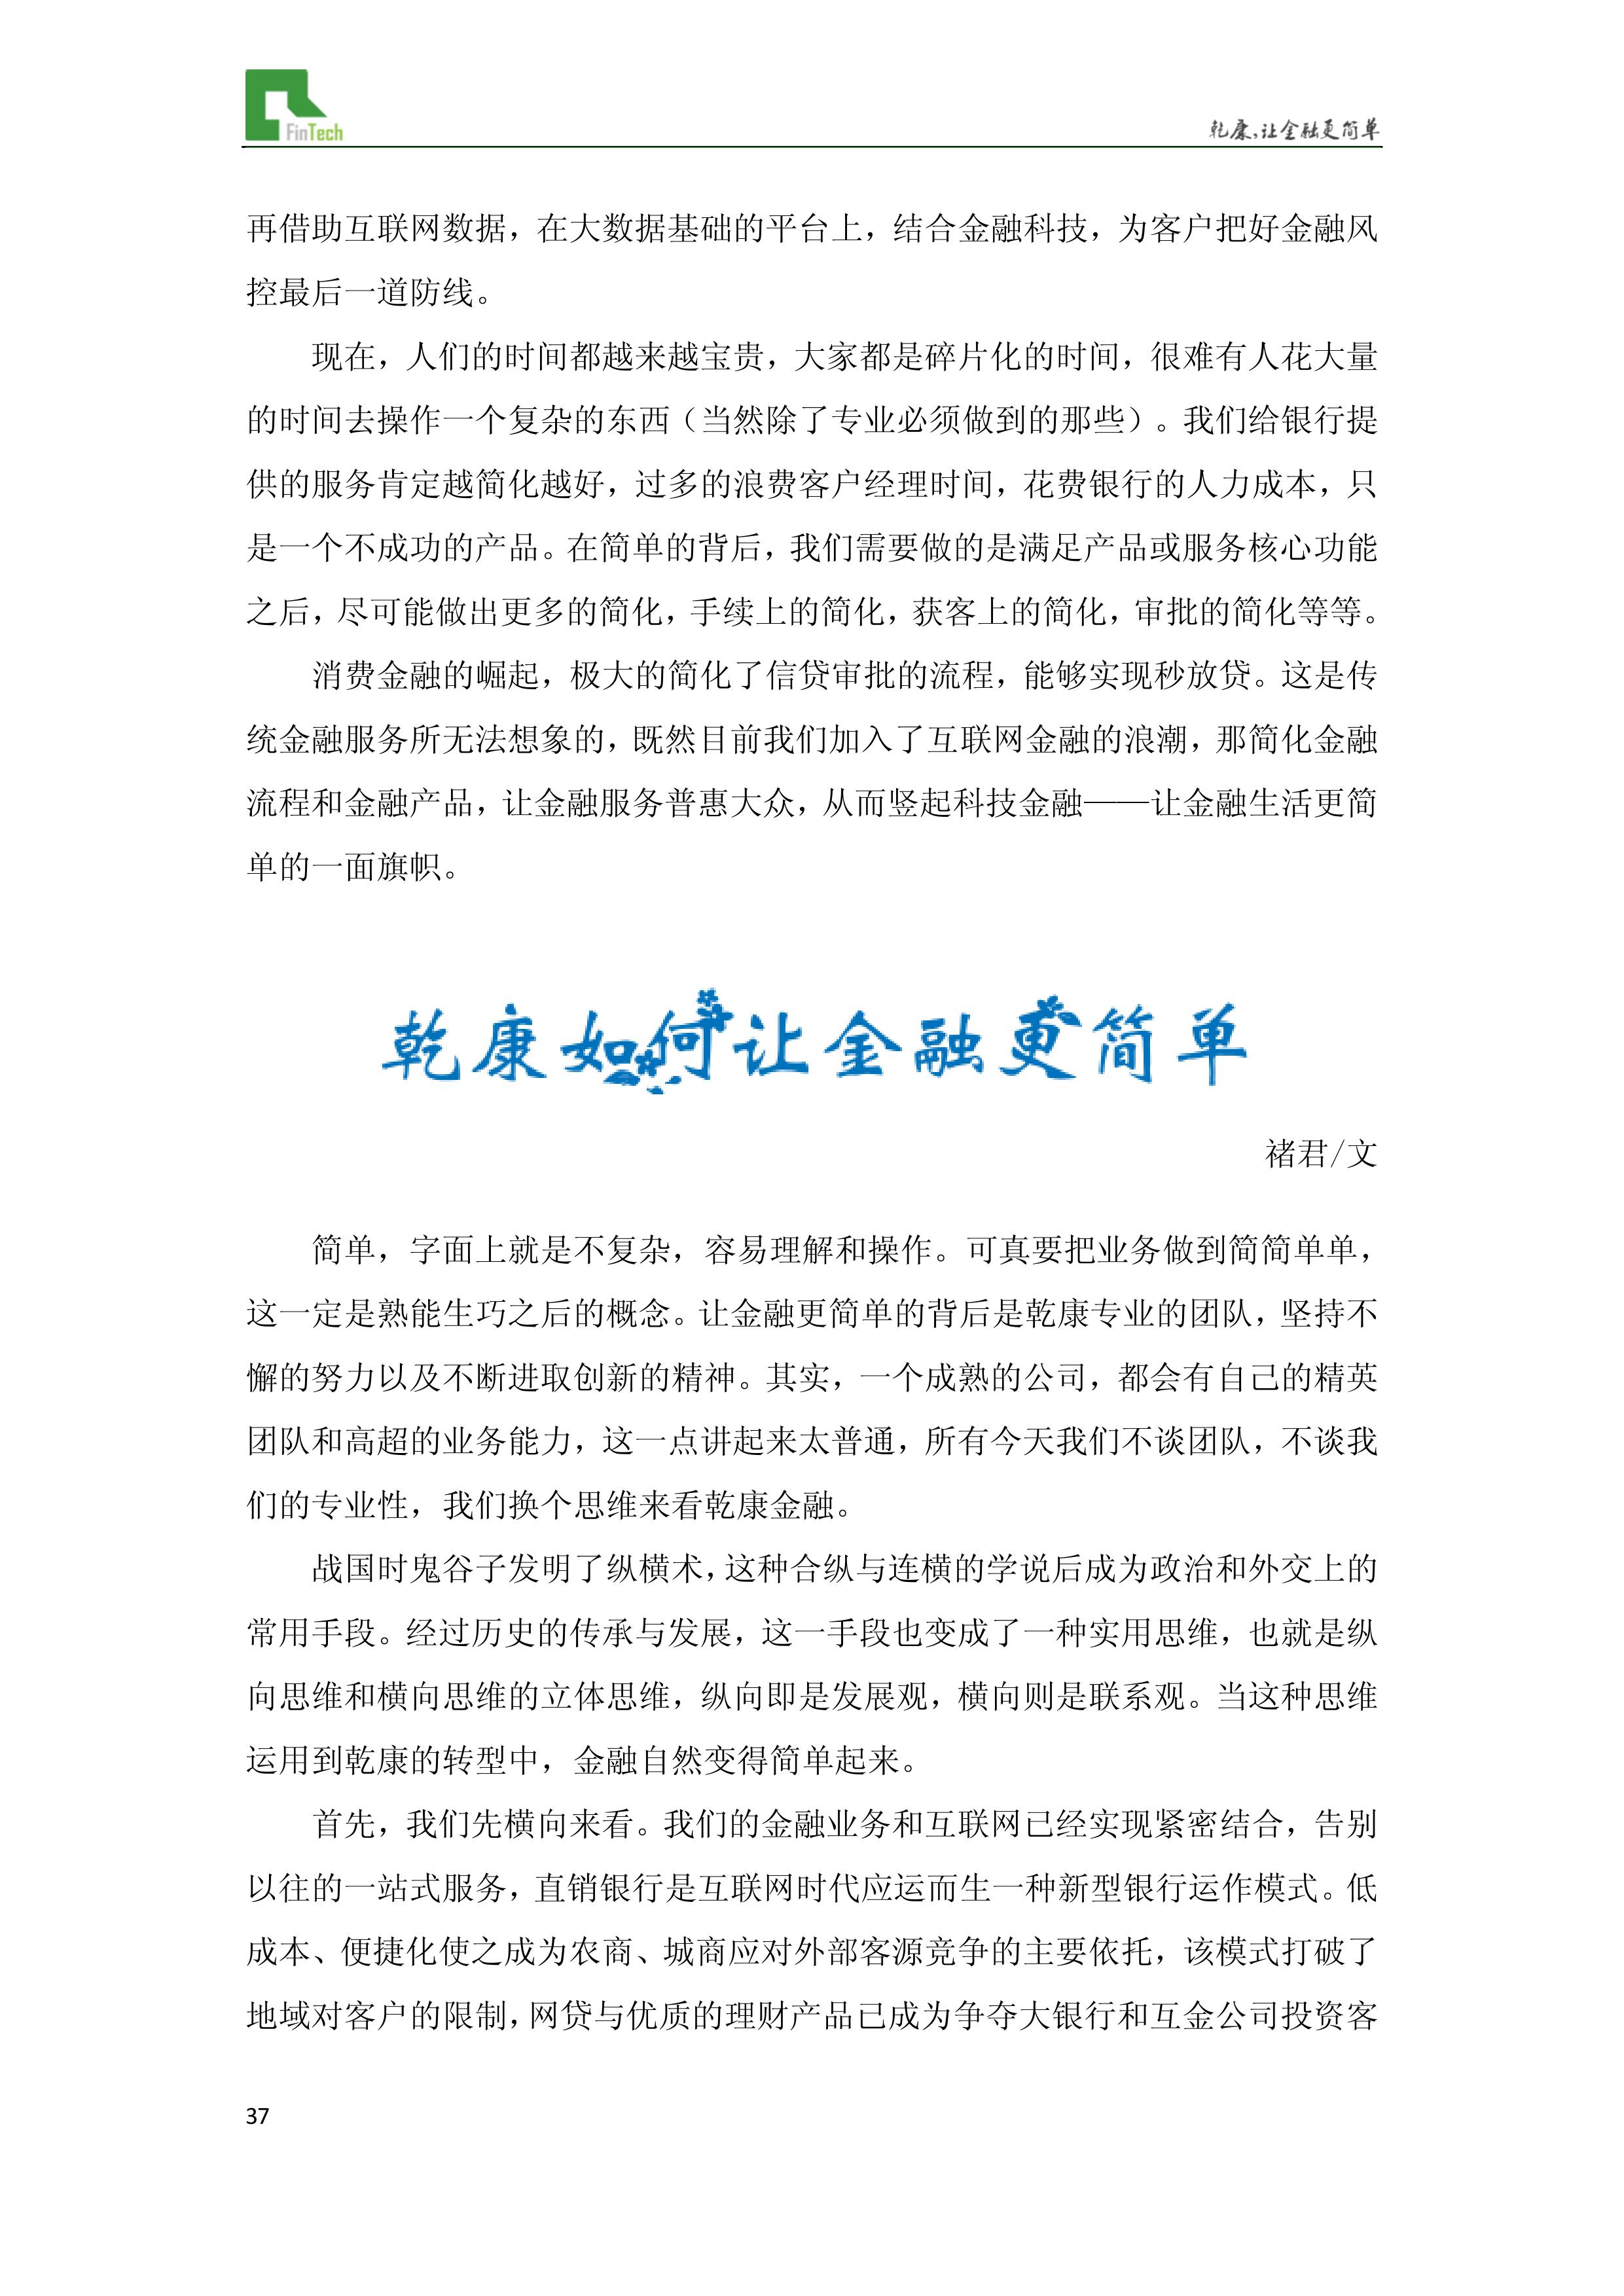 FinTech
乾康,让金融更简单
再借助互联网数据，在大数据基础的平台上，结合金融科技，为客户把好金融风
控最后一道防线。
现在，人们的时间都越来越宝贵，大家都是碎片化的时间，很难有人花大量
的时间去操作一个复杂的东西（当然除了专业必须做到的那些）。我们给银行提
供的服务肯定越简化越好，过多的浪费客户经理时间，花费银行的人力成本，只
是一个不成功的产品。在简单的背后，我们需要做的是满足产品或服务核心功能
之后，尽可能做出更多的简化，手续上的简化，获客上的简化，审批的简化等等。
消费金融的崛起，极大的简化了信贷审批的流程，能够实现秒放贷。这是传
统金融服务所无法想象的，既然目前我们加入了互联网金融的浪潮，那简化金融
流程和金融产品，让金融服务普惠大众，从而竖起科技金融——让金融生活更简
单的一面旗帜。
乾康如何让金融更简单
褚君/文
简单，字面上就是不复杂，容易理解和操作。可真要把业务做到简简单单，
这一定是熟能生巧之后的概念。让金融更简单的背后是乾康专业的团队，坚持不
懈的努力以及不断进取创新的精神。其实，一个成熟的公司，都会有自己的精英
团队和高超的业务能力，这一点讲起来太普通，所有今天我们不谈团队，不谈我
们的专业性，我们换个思维来看乾康金融。
战国时鬼谷子发明了纵横术，这种合纵与连横的学说后成为政治和外交上的
常用手段。经过历史的传承与发展，这一手段也变成了一种实用思维，也就是纵
向思维和横向思维的立体思维，纵向即是发展观，横向则是联系观。当这种思维
运用到乾康的转型中，金融自然变得简单起来。
首先，我们先横向来看。我们的金融业务和互联网已经实现紧密结合，告别
以往的一站式服务，直销银行是互联网时代应运而生一种新型银行运作模式。低
成本、便捷化使之成为农商、城商应对外部客源竞争的主要依托，该模式打破了
地域对客户的限制，网贷与优质的理财产品已成为争夺大银行和互金公司投资客
37